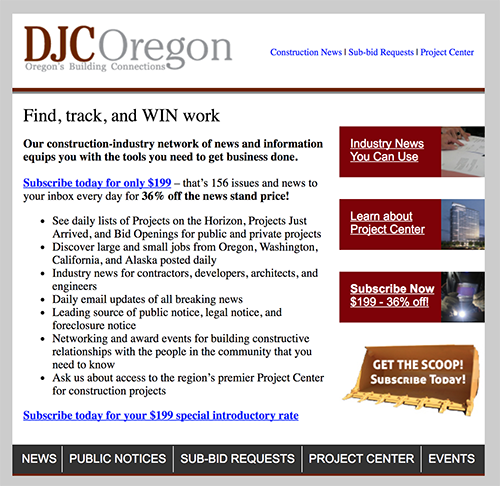 DJC Oregon
Oregon's Building Connections
Construction News | Sub-bid Requests | Project Center
Find, track, and WIN work
Our construction-industry network of news and information
equips you with the tools you need to get business done.
Subscribe today for only $199 – that's 156 issues and news to
your inbox every day for 36% off the news stand price!
• See daily lists of Projects on the Horizon, Projects Just
Arrived, and Bid Openings for public and private projects
• Discover large and small jobs from Oregon, Washington,
California, and Alaska posted daily
• Industry news for contractors, developers, architects, and
engineers
• Daily email updates of all breaking news
• Leading source of public notice, legal notice, and
foreclosure notice
• Networking and award events for building constructive
relationships with the people in the community that you
need to know
• Ask us about access to the region's premier Project Center
for construction projects
Subscribe today for your $199 special introductory rate
Industry News
You Can Use
Learn about
Project Center
Subscribe Now
$199 - 36% off!
GET THE SCOOP!
SUBSCRIBE TODAY!
NEWS | PUBLIC NOTICES | SUB-BID REQUESTS | PROJECT CENTER | EVENTS